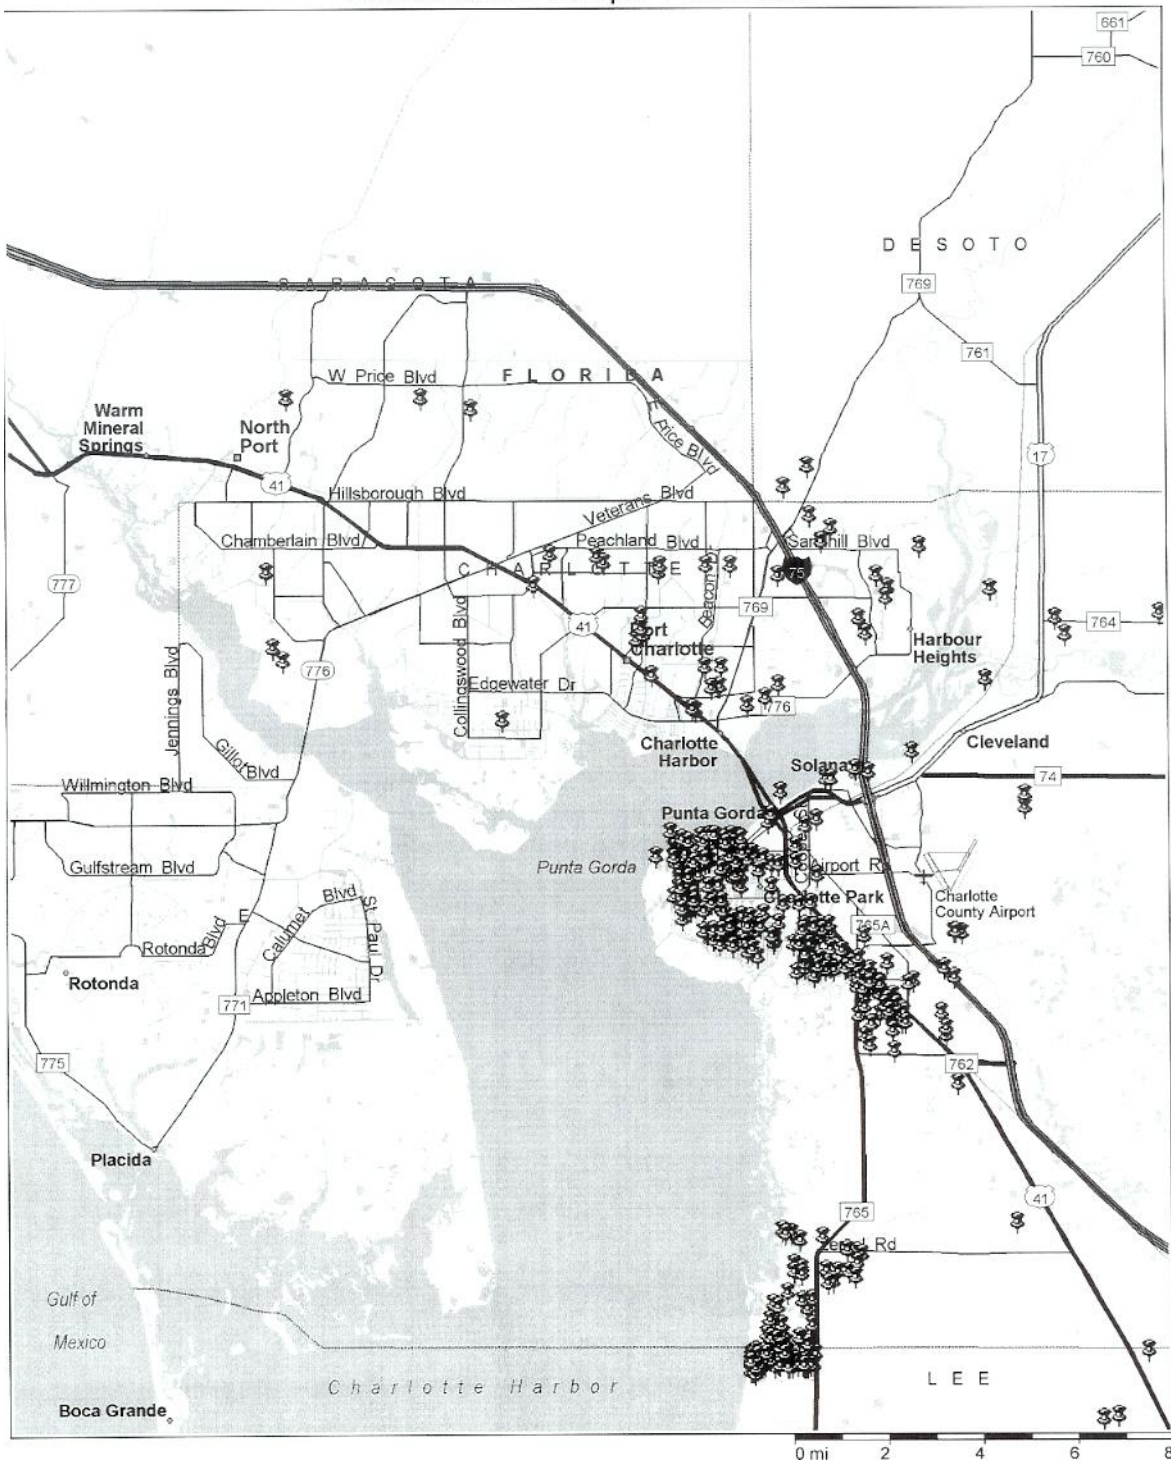 661
760
DESOTO
769
SARASOTA
761
W Price Blvd
FLORIDA
Warm
Mineral
Springs
North
Port
E Price Blvd
17
41
Hillsborough Blvd
Veterans Blvd
Chamberlain Blvd
Peachland Blvd
Sandhill Blvd
CHARLOTTE
75
777
Collingswood Blvd
769
41
764
Port
Charlotte
Harbour
Heights
Jennings Blvd
776
Edgewater Dr
776
Gillot Blvd
Charlotte
Harbor
Cleveland
Solana
74
Willmington Blvd
Punta Gorda
Gulfstream Blvd
Punta Gorda
Airport Rd
Charlotte Park
Charlotte
County Airport
765A
Calumet Blvd
St. Paul Dr
Rotonda Blvd E
Rotonda
Appleton Blvd
771
775
762
Placida
41
765
Zemel Rd
Gulf of
Mexico
LEE
Charlotte Harbor
Boca Grande
0 mi 2 4 6 8